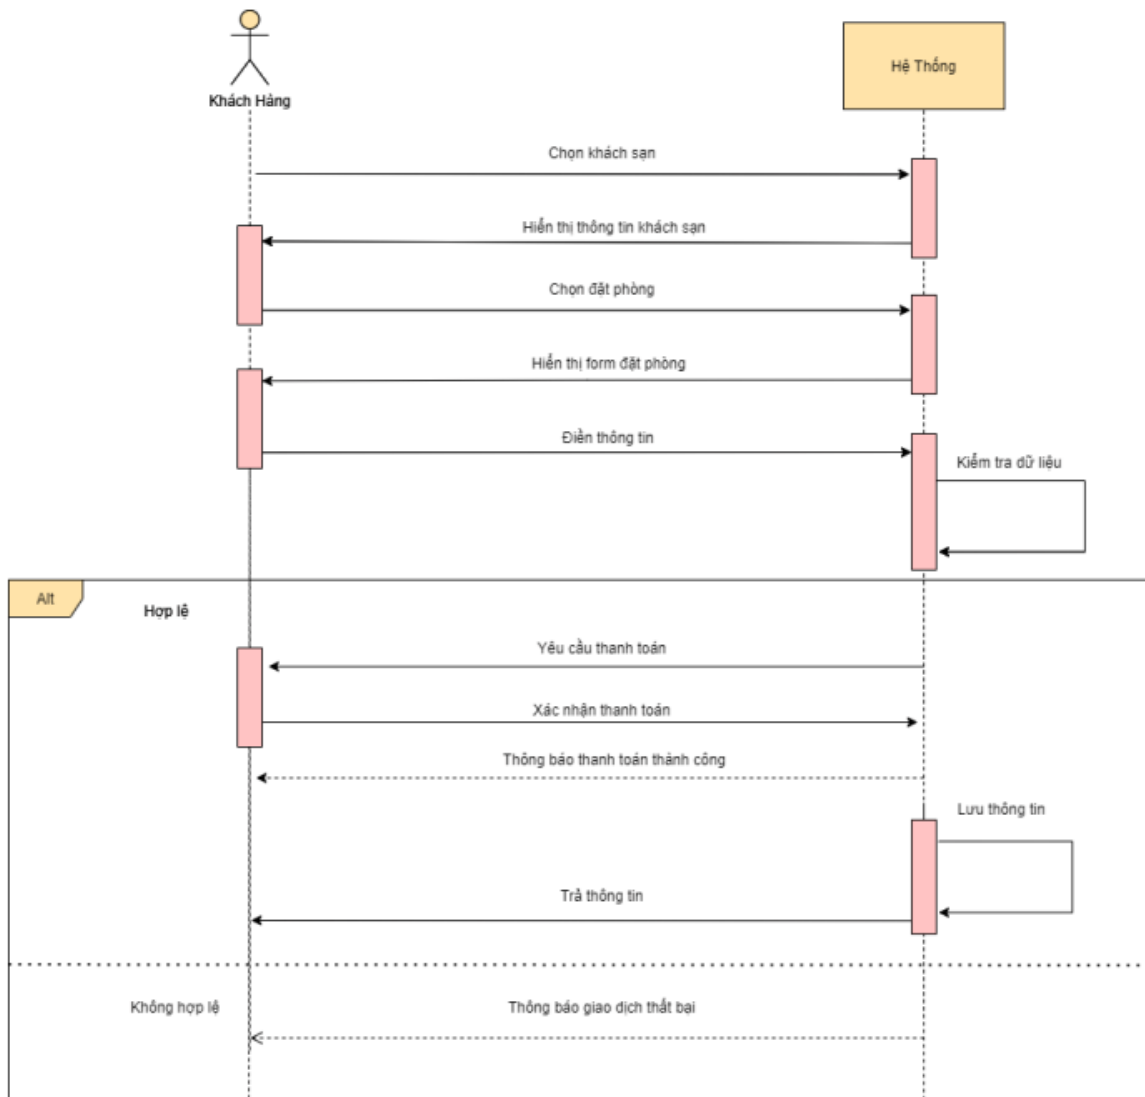 Khách Hàng
Hệ Thống
Chọn khách sạn
Hiển thị thông tin khách sạn
Chọn đặt phòng
Hiển thị form đặt phòng
Điền thông tin
Kiểm tra dữ liệu
Alt
Hợp lệ
Yêu cầu thanh toán
Xác nhận thanh toán
Thông báo thanh toán thành công
Lưu thông tin
Trả thông tin
Không hợp lệ
Thông báo giao dịch thất bại